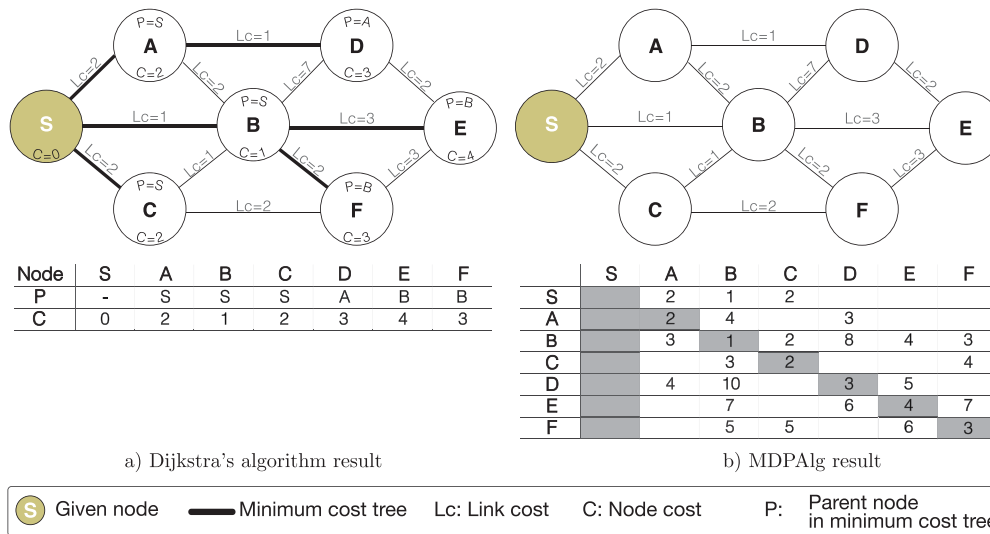 P=S
A
C=2
Lc=1
P=A
D
C=3
Lc=2
Lc=2
Lc=7
Lc=2
S
C=0
Lc=1
P=S
B
C=1
Lc=3
P=B
E
C=4
Lc=2
Lc=1
Lc=2
Lc=3
P=S
C
C=2
Lc=2
P=B
F
C=3
Node S A B C D E F
P - S S S A B B
C 0 2 1 2 3 4 3
a) Dijkstra's algorithm result
A
Lc=1
D
Lc=2
Lc=2
Lc=7
Lc=2
S
Lc=1
B
Lc=3
E
Lc=2
Lc=1
Lc=2
Lc=3
C
Lc=2
F
S A B C D E F
S 2 1 2
A 2 4 3
B 3 1 2 8 4 3
C 3 2 4
D 4 10 3 5
E 7 6 4 7
F 5 5 6 3
b) MDPAlg result
S Given node Minimum cost tree Lc: Link cost C: Node cost P: Parent node
in minimum cost tree